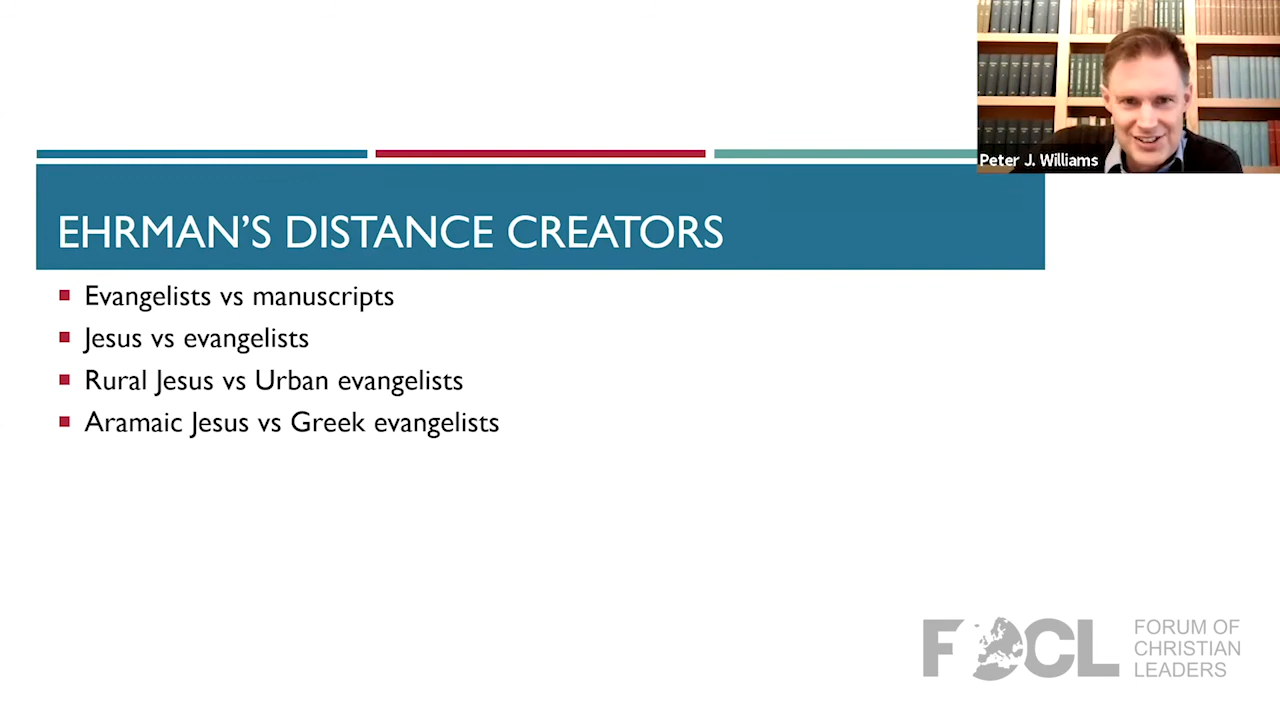 Peter J. Williams
EHRMAN'S DISTANCE CREATORS
Evangelists vs manuscripts
Jesus vs evangelists
Rural Jesus vs Urban evangelists
Aramaic Jesus vs Greek evangelists
FOCL
FORUM OF
CHRISTIAN
LEADERS